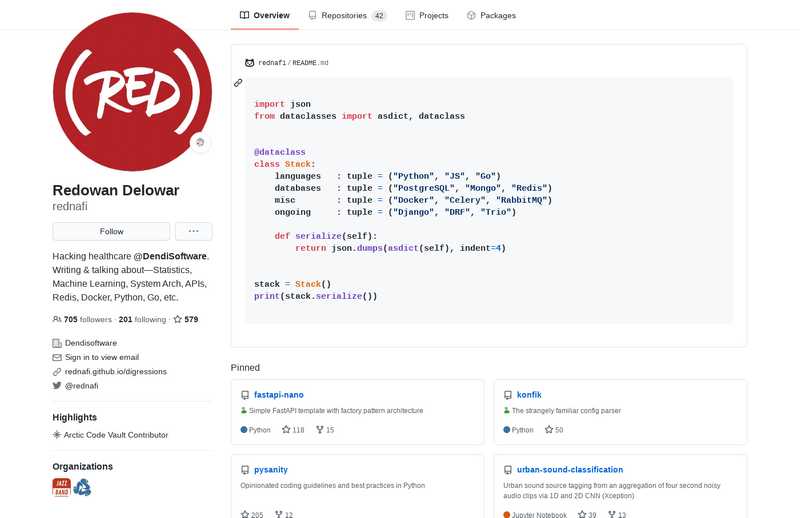 Overview Repositories 42 Projects Packages
RED
Redowan Delowar
rednafi
Follow
Hacking healthcare @DendiSoftware.
Writing & talking about—Statistics,
Machine Learning, System Arch, APIs,
Redis, Docker, Python, Go, etc.
705 followers · 201 following · 579
Dendisoftware
Sign in to view email
rednafi.github.io/digressions
@rednafi
Highlights
Arctic Code Vault Contributor
Organizations
JAZZ
BAND
rednafi / README.md
import json
from dataclasses import asdict, dataclass
@dataclass
class Stack:
    languages   : tuple = ("Python", "JS", "Go")
    databases   : tuple = ("PostgreSQL", "Mongo", "Redis")
    misc        : tuple = ("Docker", "Celery", "RabbitMQ")
    ongoing     : tuple = ("Django", "DRF", "Trio")
    def serialize(self):
        return json.dumps(asdict(self), indent=4)
stack = Stack()
print(stack.serialize())
Pinned
fastapi-nano
Simple FastAPI template with factory pattern architecture
Python 118 15
konfik
The strangely familiar config parser
Python 50
pysanity
Opinionated coding guidelines and best practices in Python
205 12
urban-sound-classification
Urban sound source tagging from an aggregation of four second noisy
audio clips via 1D and 2D CNN (Xception)
Jupyter Notebook 39 13